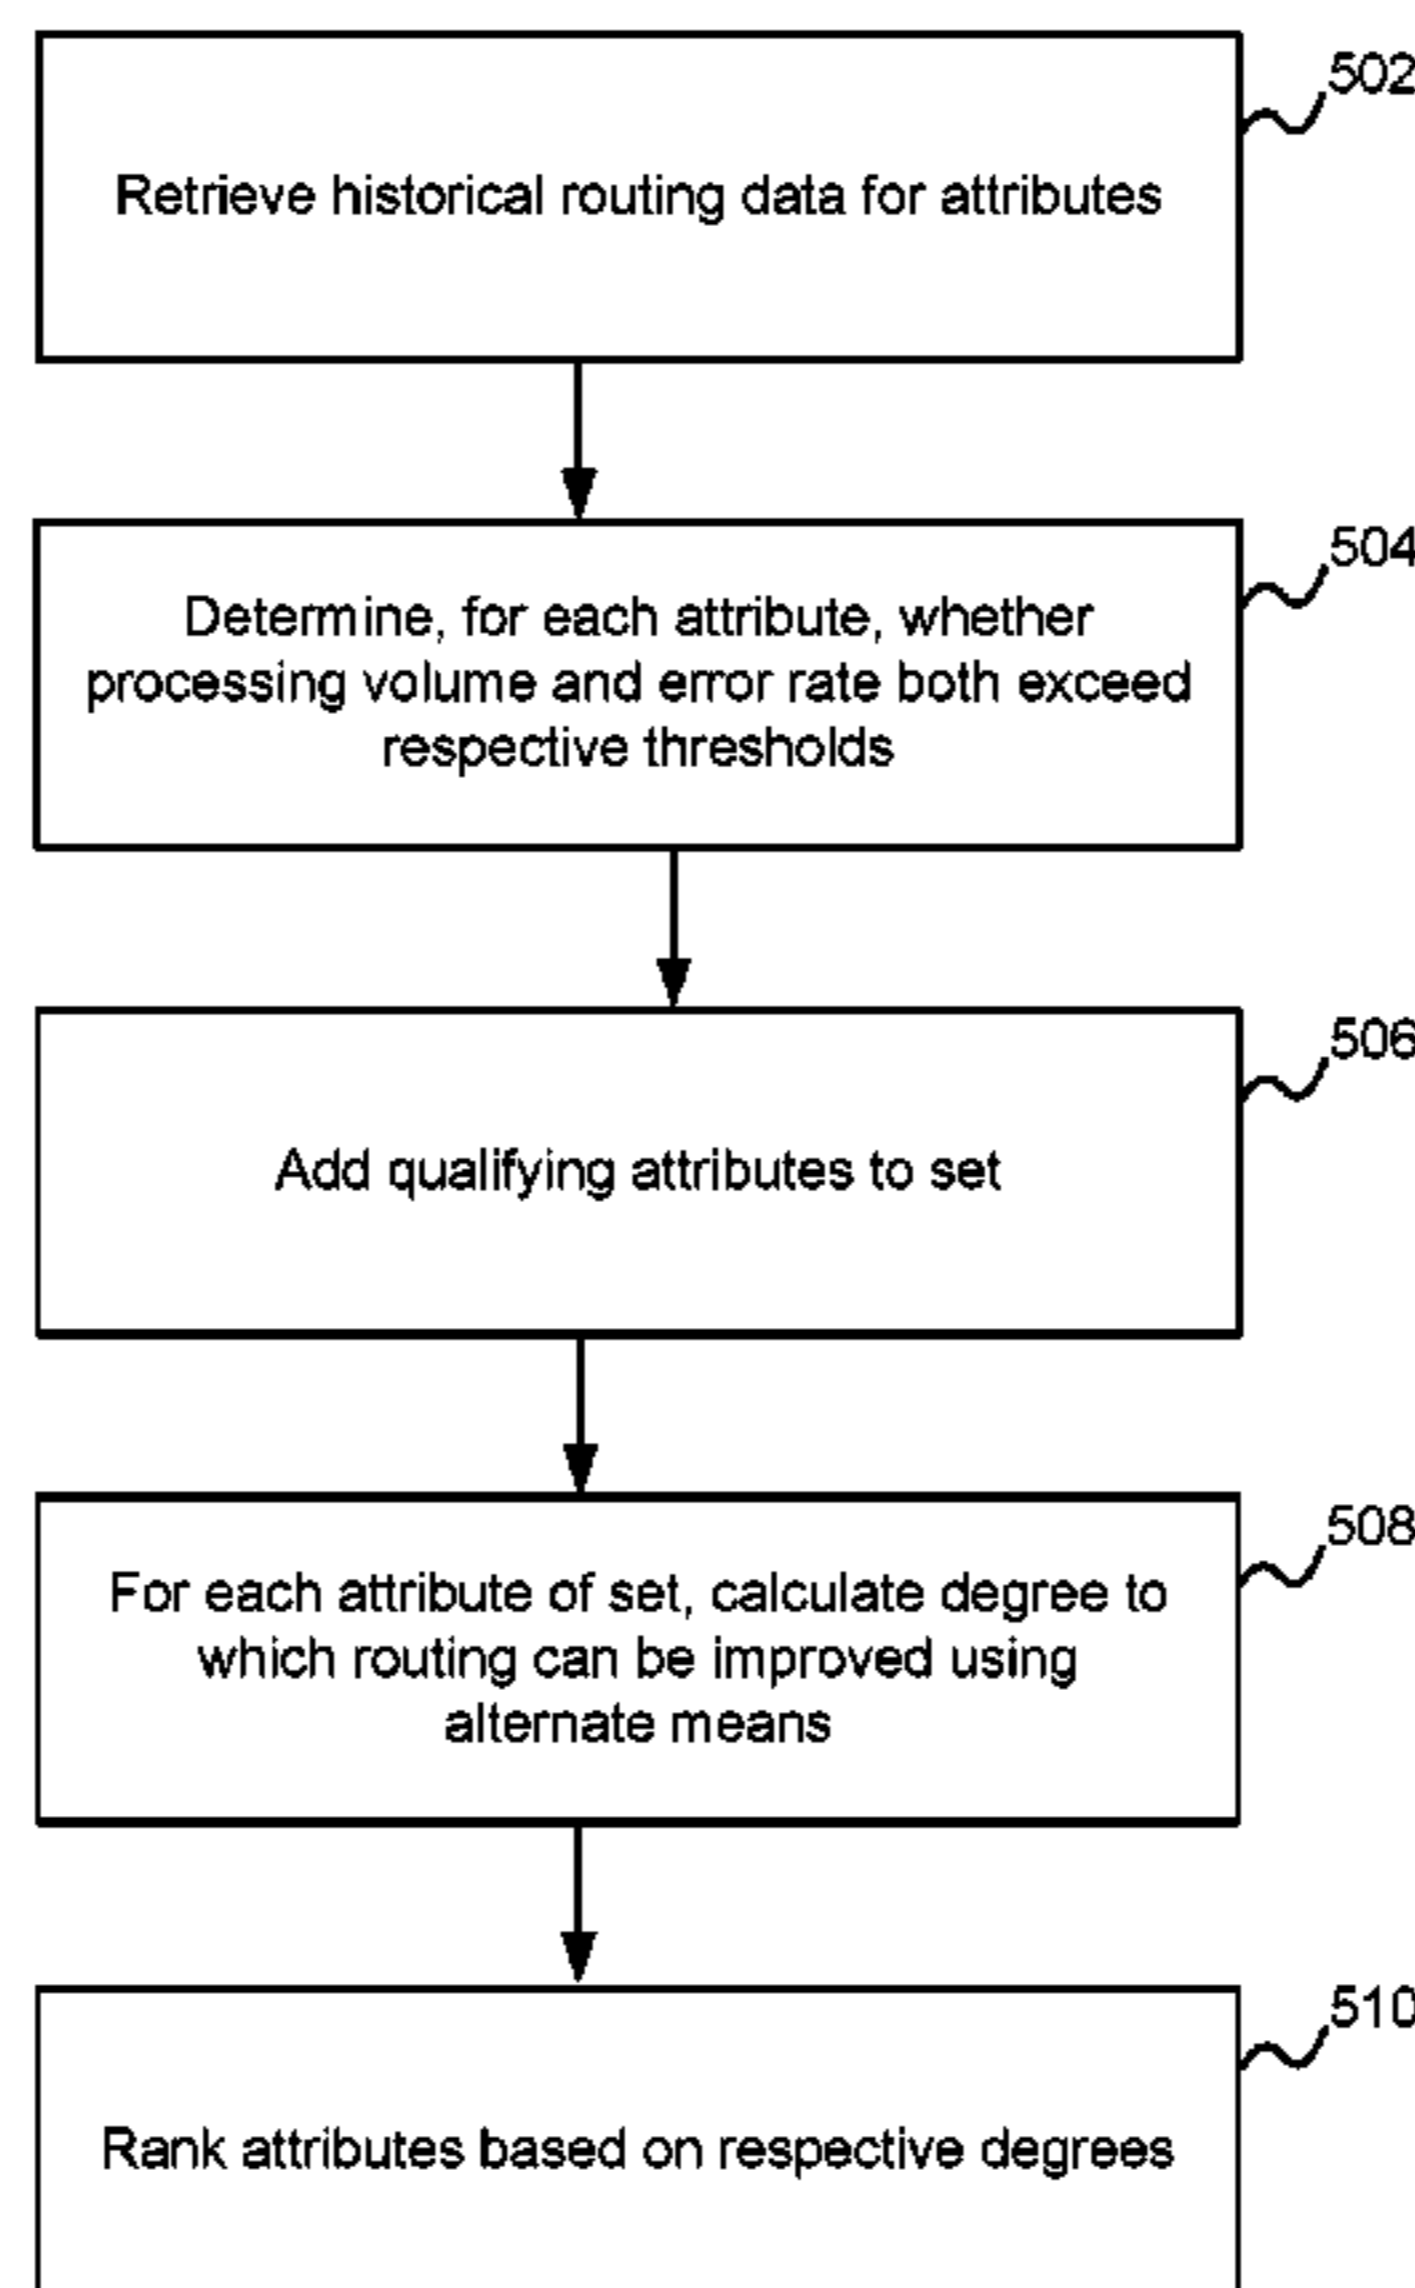 502
Retrieve historical routing data for attributes
504
Determine, for each attribute, whether
processing volume and error rate both exceed
respective thresholds
506
Add qualifying attributes to set
508
For each attribute of set, calculate degree to
which routing can be improved using
alternate means
510
Rank attributes based on respective degrees